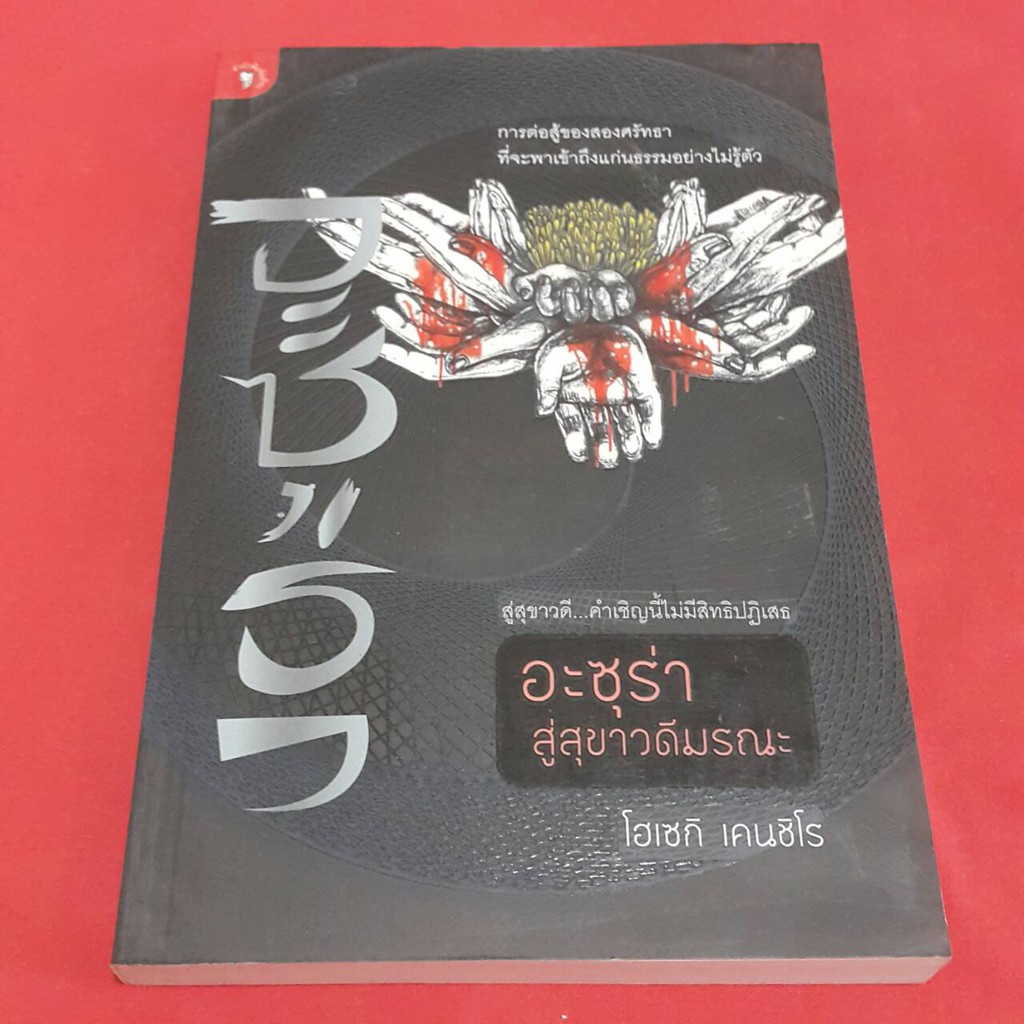 การต่อสู้ของสองศรัทธา
ที่จะพาเข้าถึงแก่นธรรมอย่างไม่รู้ตัว
อะซุร่า
สู่สุขาวดี...คำเชิญนี้ไม่มีสิทธิปฏิเสธ
อะซุร่า
สู่สุขาวดีมรณะ
โฮเซกิ เคนชิโร